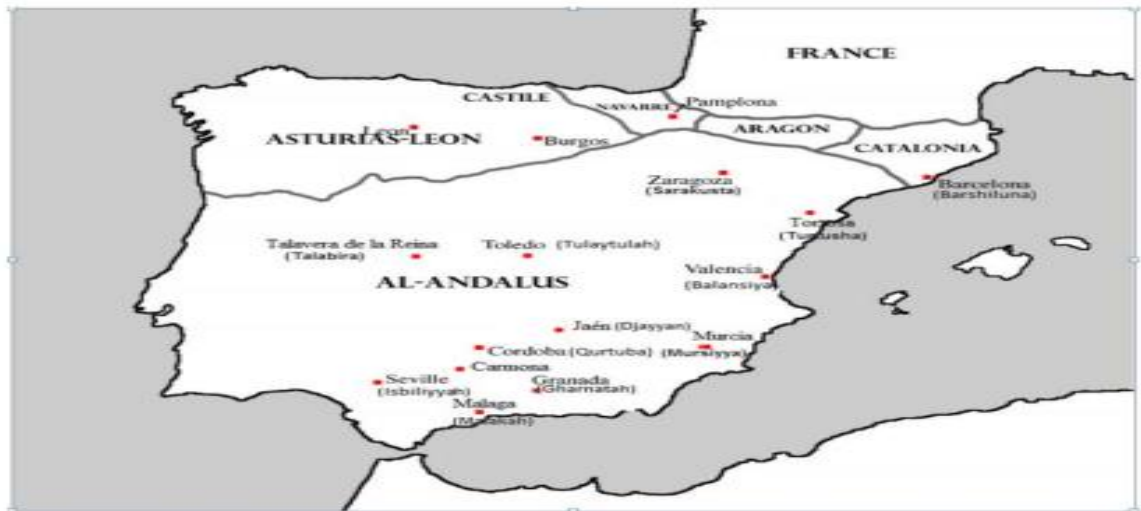 FRANCE
CASTILE
NAVARRE
Pamplona
Leon
ASTURIAS-LEON
Burgos
ARAGON
CATALONIA
Zaragoza
(Sarakusta)
Barcelona
(Barshiluna)
Tortosa
(Turtusha)
Talavera de la Reina
(Talabira)
Toledo (Tulaytulah)
AL-ANDALUS
Valencia
(Balansiya)
Jaén (Djayyan)
Murcia
(Mursiyya)
Cordoba (Qurtuba)
Carmona
Seville
(Isbiliyyah)
Granada
(Gharnatah)
Malaga
(Malakah)